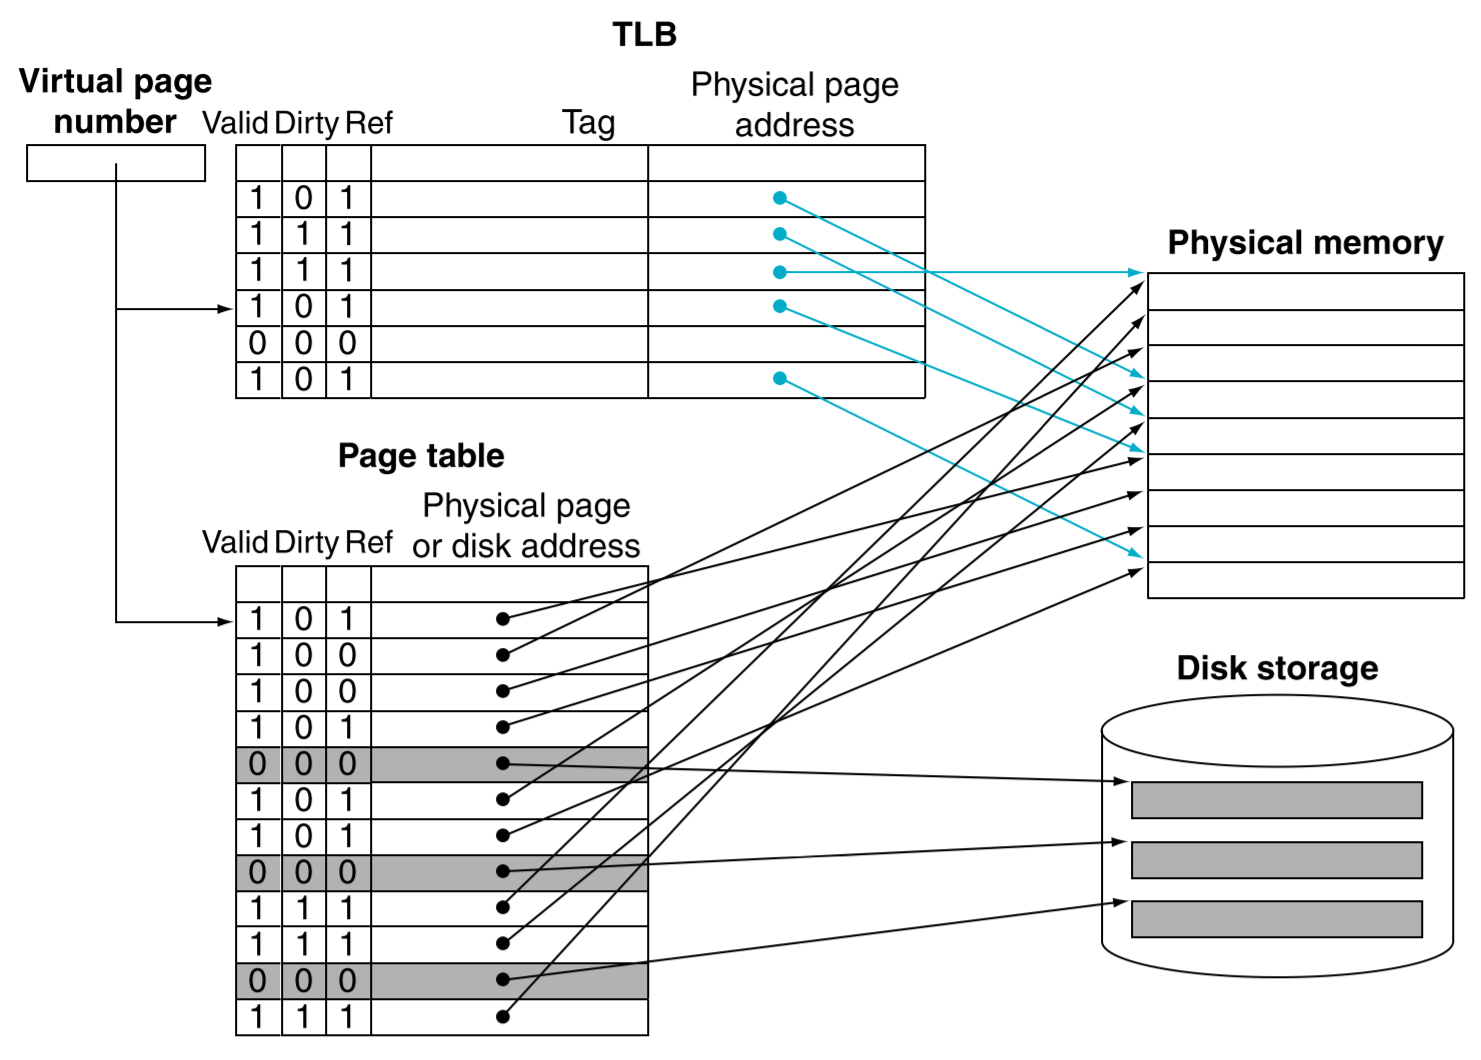 TLB
Virtual page
number
Valid Dirty Ref
Tag
Physical page
address
1 0 1
1 1 1
1 1 1
1 0 1
0 0 0
1 0 1
Physical memory
Page table
Physical page
or disk address
Valid Dirty Ref
1 0 1
1 0 0
1 0 0
1 0 1
0 0 0
1 0 1
1 0 1
0 0 0
1 1 1
1 1 1
0 0 0
1 1 1
Disk storage